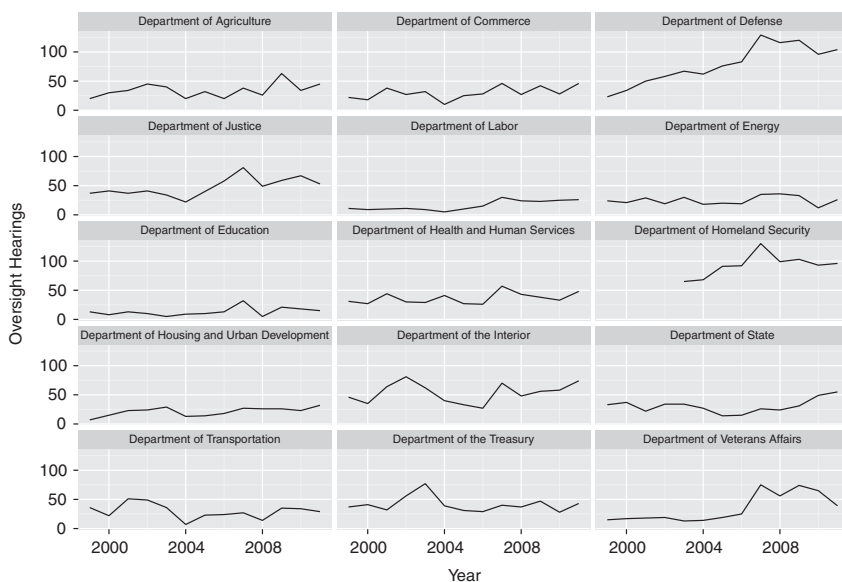 Department of Agriculture
Department of Commerce
Department of Defense
100
50
0
Department of Justice
Department of Labor
Department of Energy
100
50
0
Department of Education
Department of Health and Human Services
Department of Homeland Security
100
50
0
Department of Housing and Urban Development
Department of the Interior
Department of State
100
50
0
Department of Transportation
Department of the Treasury
Department of Veterans Affairs
100
50
0
2000 2004 2008
2000 2004 2008
2000 2004 2008
Oversight Hearings
Year